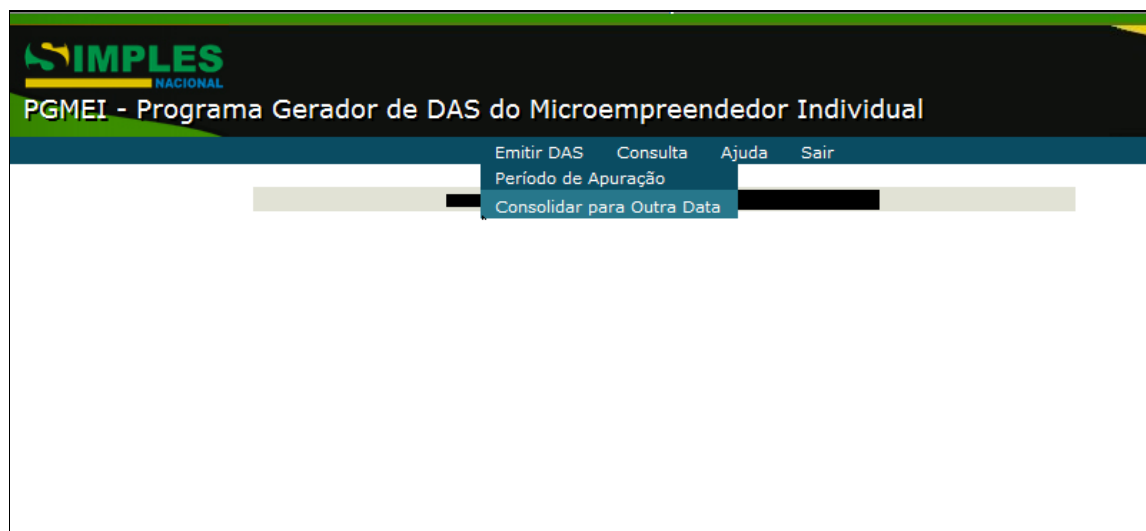 SIMPLES
NACIONAL
PGMEI - Programa Gerador de DAS do Microempreendedor Individual
Emitir DAS Consulta Ajuda Sair
Período de Apuração
Consolidar para Outra Data